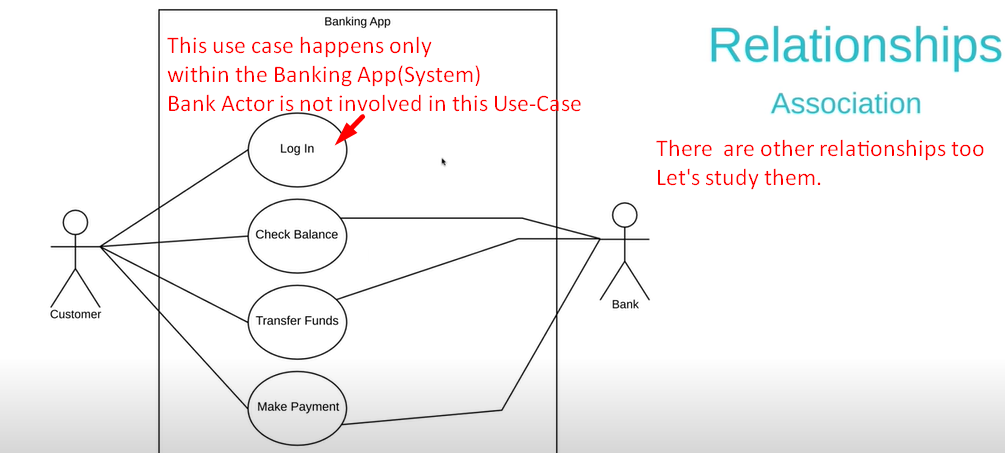 Banking App
This use case happens only
within the Banking App(System)
Bank Actor is not involved in this Use-Case
Relationships
Association
There are other relationships too
Let's study them.
Log In
Check Balance
Transfer Funds
Make Payment
Customer
Bank